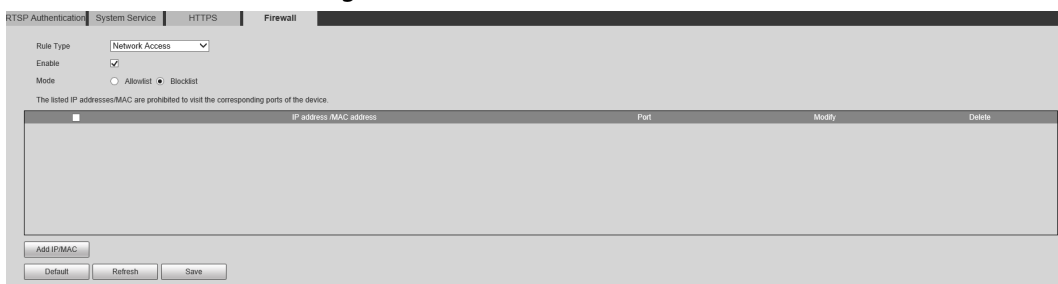 RTSP Authentication System Service HTTPS Firewall
Rule Type Network Access
Enable
Mode Allowlist Blocklist
The listed IP addresses/MAC are prohibited to visit the corresponding ports of the device.
IP address /MAC address Port Modify Delete
Add IP/MAC
Default Refresh Save